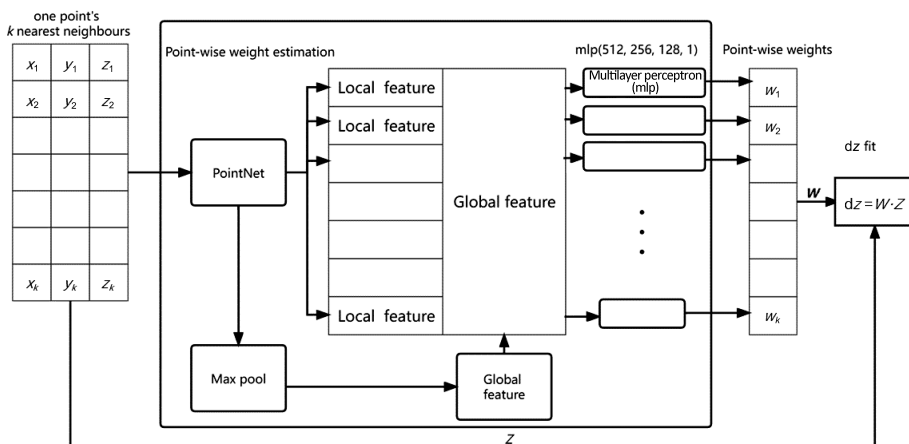 one point's
k nearest neighbours
x1 y1 z1
x2 y2 z2
xk yk zk
Point-wise weight estimation
PointNet
Max pool
Local feature
Local feature
Local feature
Global feature
Global
feature
mlp(512, 256, 128, 1)
Multilayer perceptron
(mlp)
Point-wise weights
w1
w2
wk
W
dz fit
dz=W·Z
Z